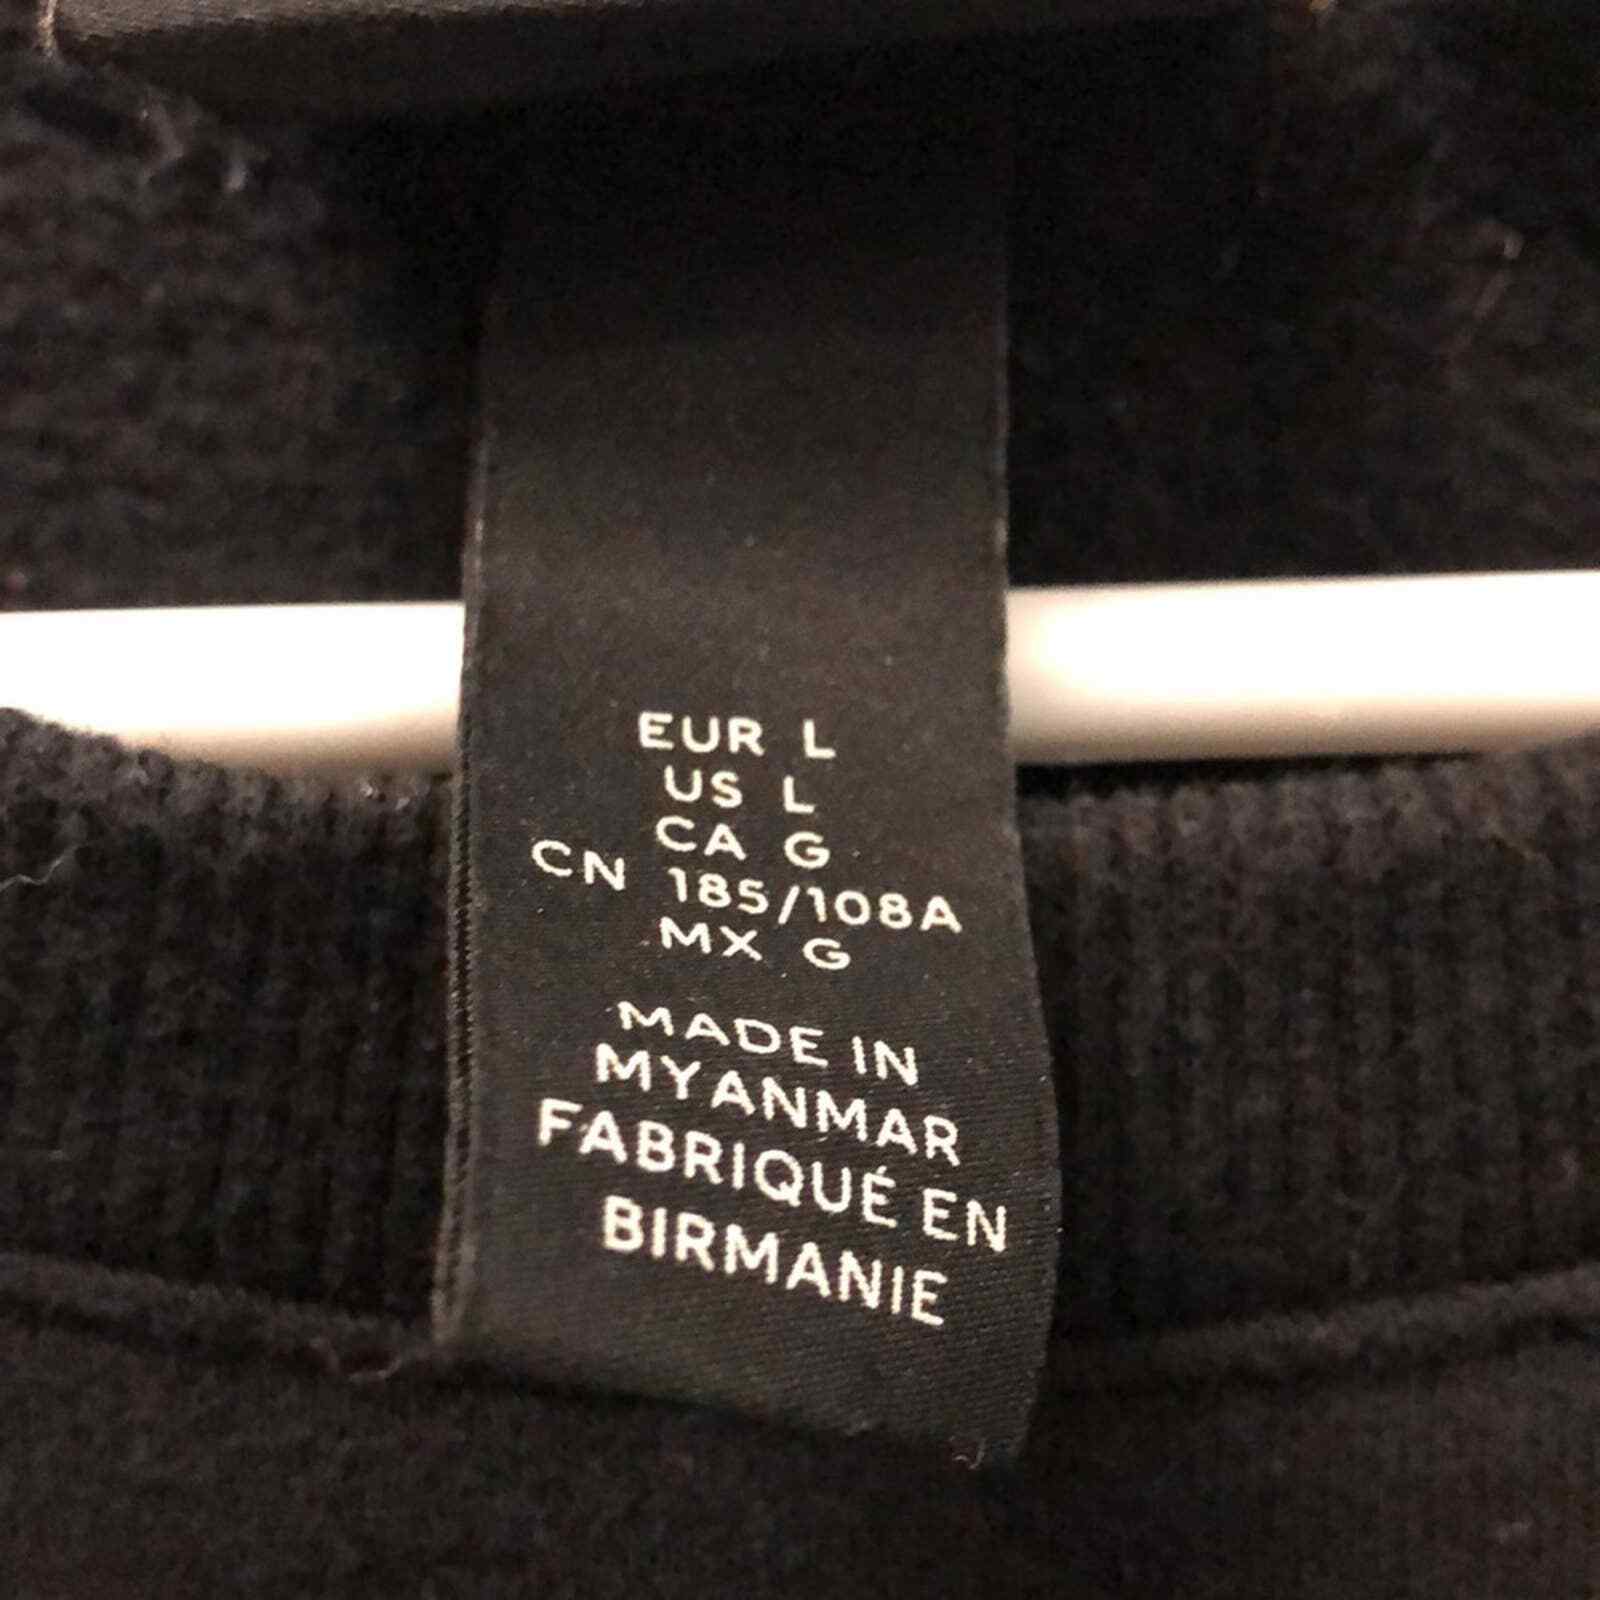 EUR L
US L
CA G
CN 185/108A
MX G
MADE IN
MYANMAR
FABRIQUÉ EN
BIRMANIE